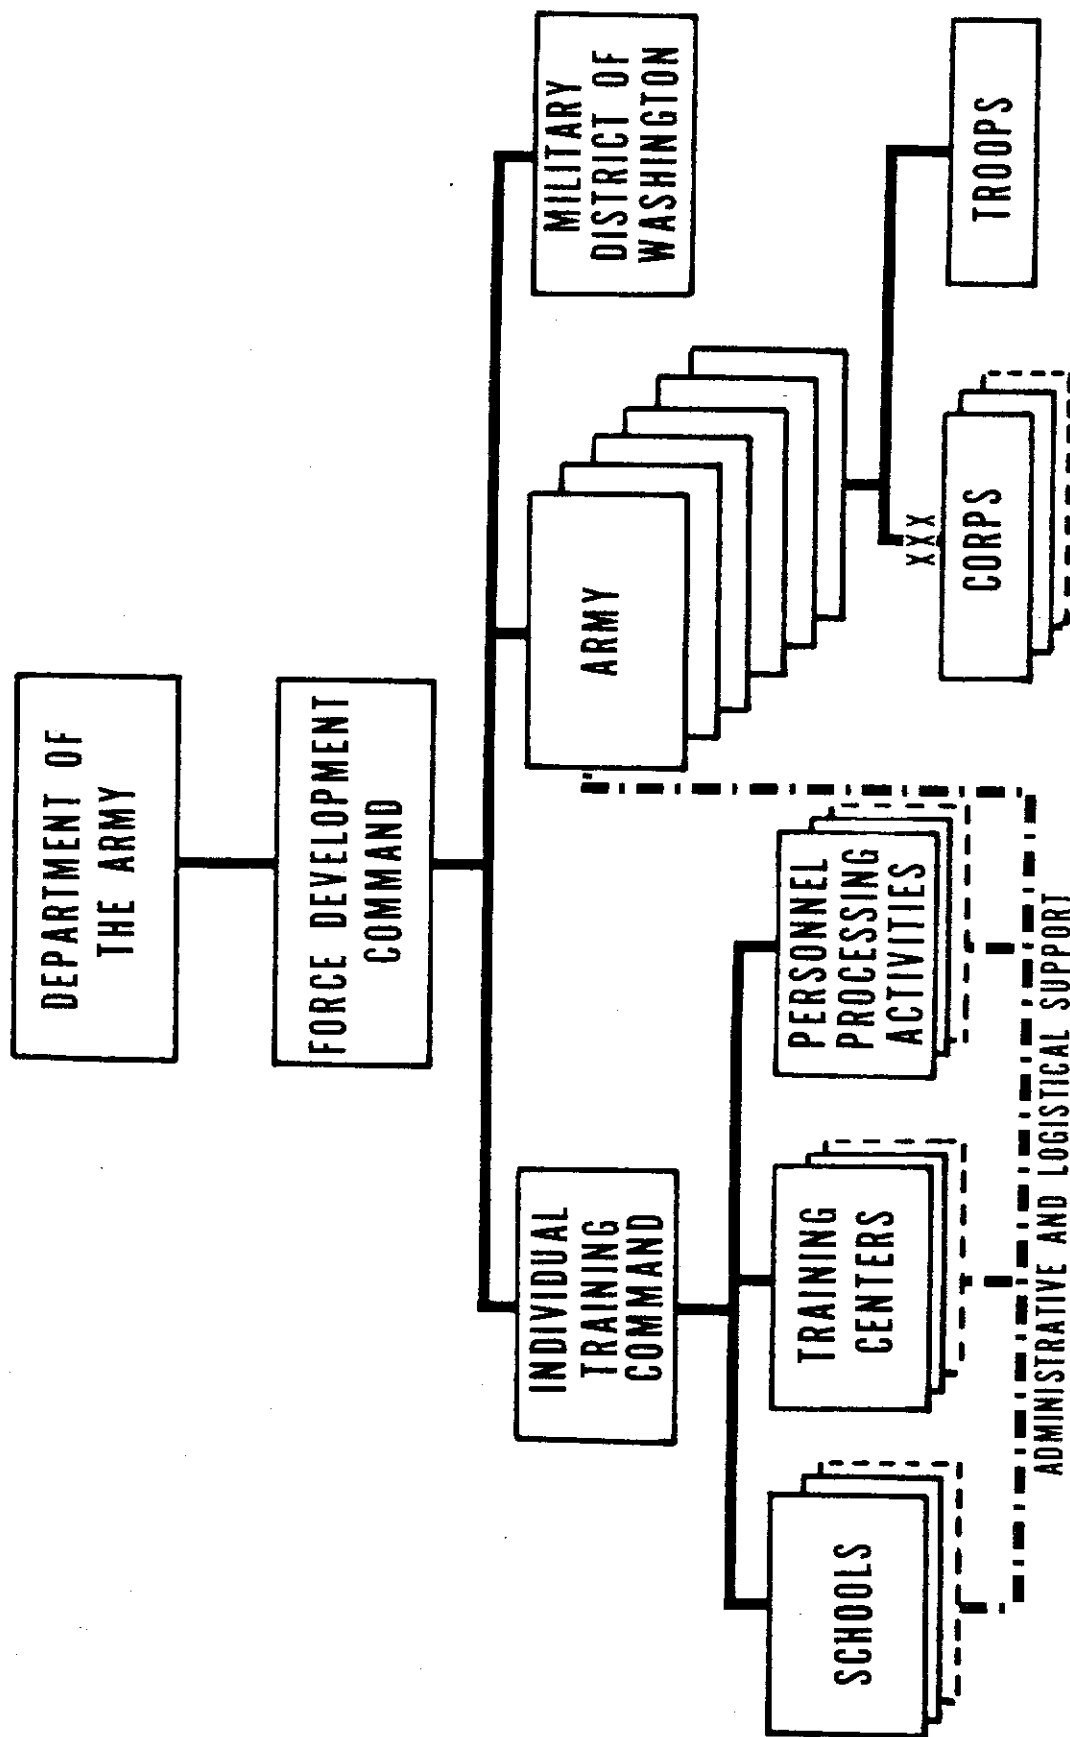 DEPARTMENT OF
THE ARMY
FORCE DEVELOPMENT
COMMAND
INDIVIDUAL
TRAINING
COMMAND
ARMY
MILITARY
DISTRICT OF
WASHINGTON
SCHOOLS
TRAINING
CENTERS
PERSONNEL
PROCESSING
ACTIVITIES
XXX
CORPS
TROOPS
ADMINISTRATIVE AND LOGISTICAL SUPPORT